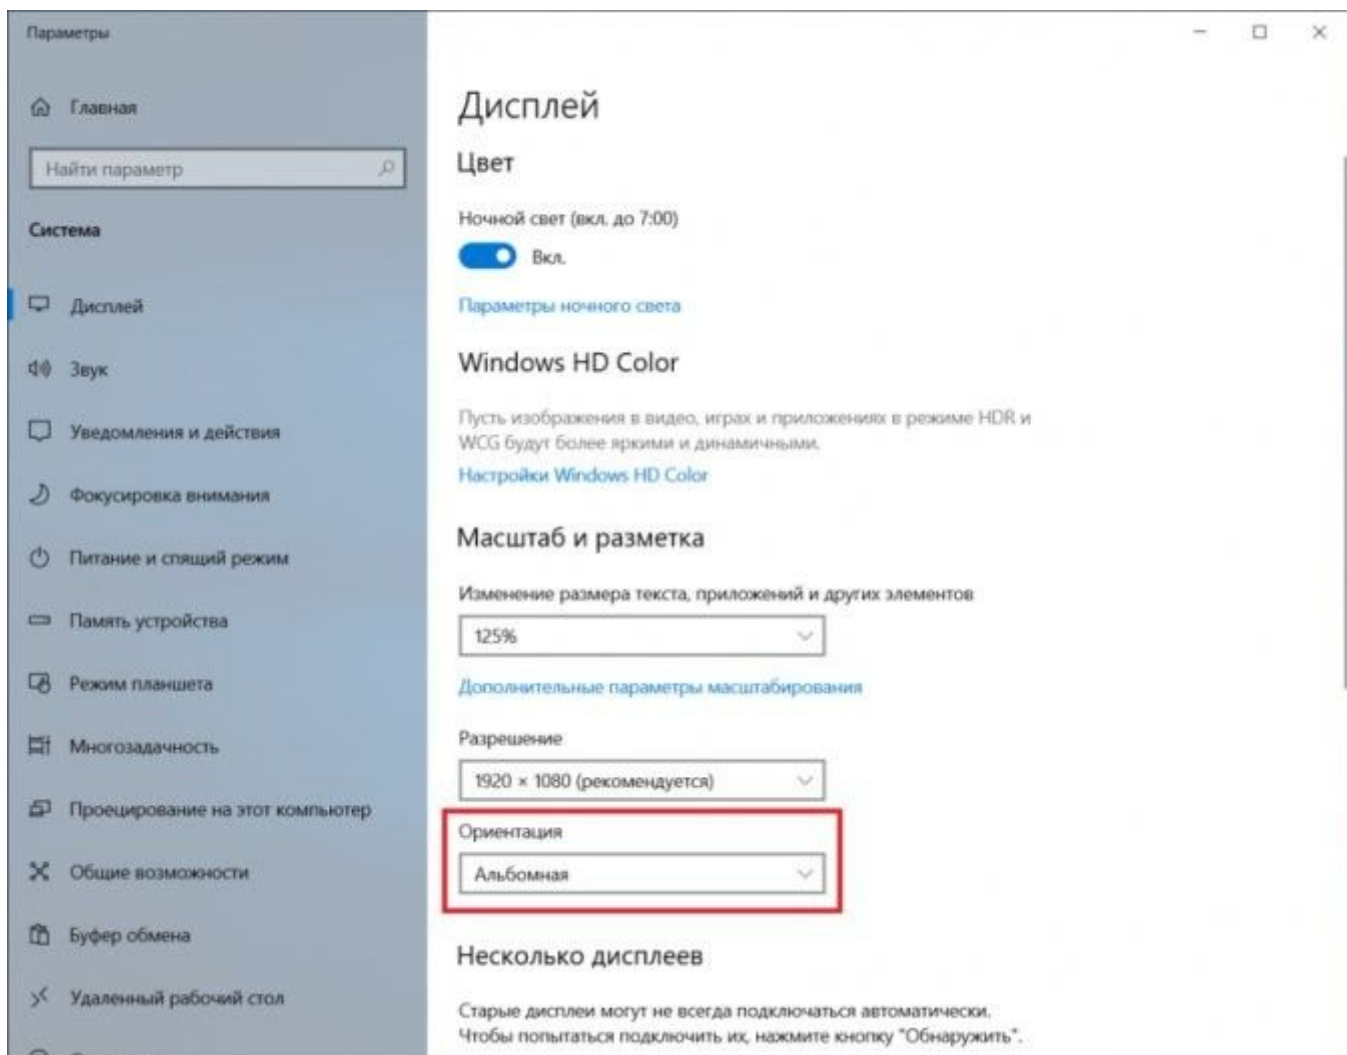 Параметры
Главная
Найти параметр
Система
Дисплей
Звук
Уведомления и действия
Фокусировка внимания
Питание и спящий режим
Память устройства
Режим планшета
Многозадачность
Проецирование на этот компьютер
Общие возможности
Буфер обмена
Удаленный рабочий стол
Дисплей
Цвет
Ночной свет (вкл. до 7:00)
Вкл.
Параметры ночного света
Windows HD Color
Пусть изображения в видео, играх и приложениях в режиме HDR и
WCG будут более яркими и динамичными.
Настройки Windows HD Color
Масштаб и разметка
Изменение размера текста, приложений и других элементов
125%
Дополнительные параметры масштабирования
Разрешение
1920 × 1080 (рекомендуется)
Ориентация
Альбомная
Несколько дисплеев
Старые дисплеи могут не всегда подключаться автоматически.
Чтобы попытаться подключить их, нажмите кнопку "Обнаружить".